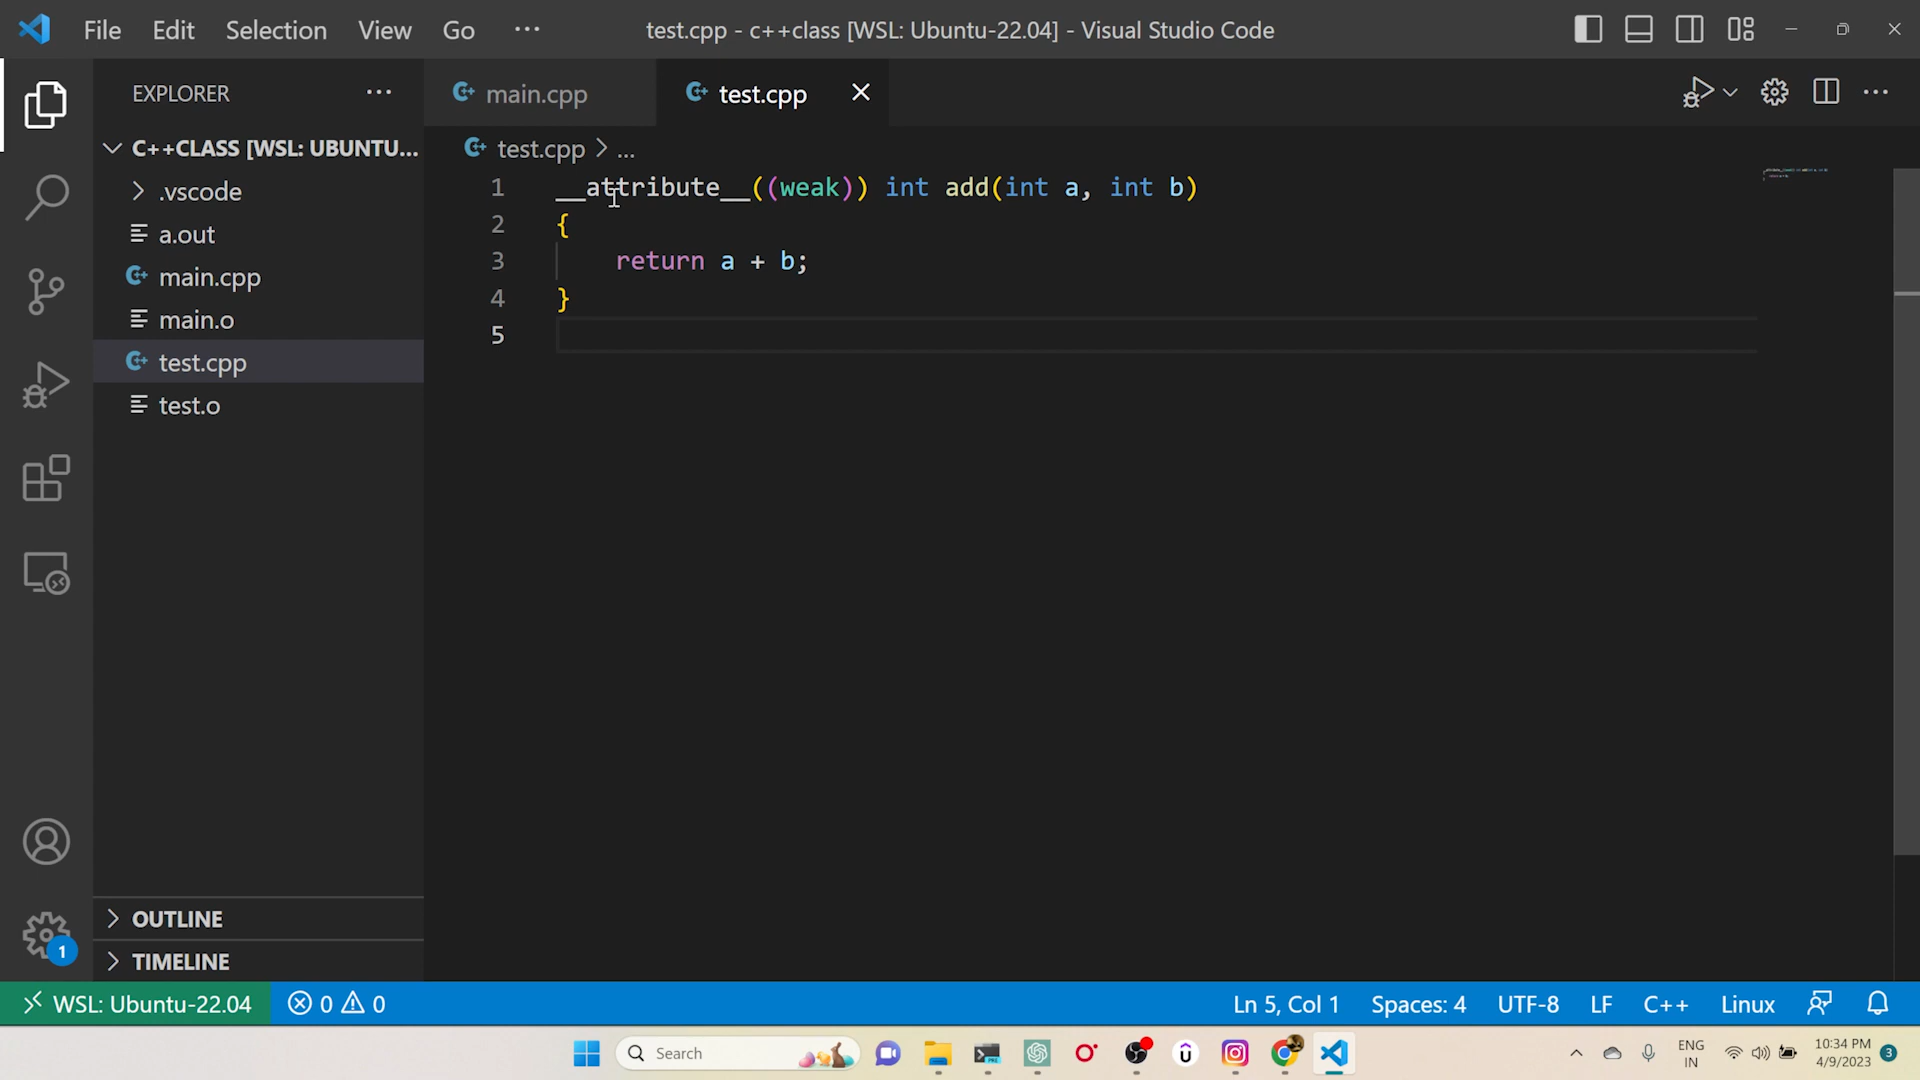 File Edit Selection View Go ···
test.cpp - c++class [WSL: Ubuntu-22.04] - Visual Studio Code
EXPLORER ···
main.cpp
test.cpp
C++CLASS [WSL: UBUNTU...
.vscode
a.out
main.cpp
main.o
test.cpp
test.o
OUTLINE
TIMELINE
test.cpp > ...
1 __attribute__((weak)) int add(int a, int b)
2 {
3 return a + b;
4 }
5
1
WSL: Ubuntu-22.04 0 0
Ln 5, Col 1 Spaces: 4 UTF-8 LF C++ Linux
Search
ENG
IN
10:34 PM
4/9/2023
3